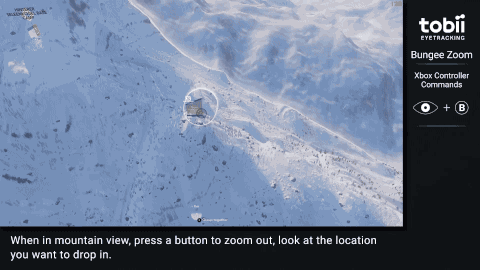 tobii
EYETRACKING
Bungee Zoom
Xbox Controller
Commands
+ B
When in mountain view, press a button to zoom out, look at the location
you want to drop in.